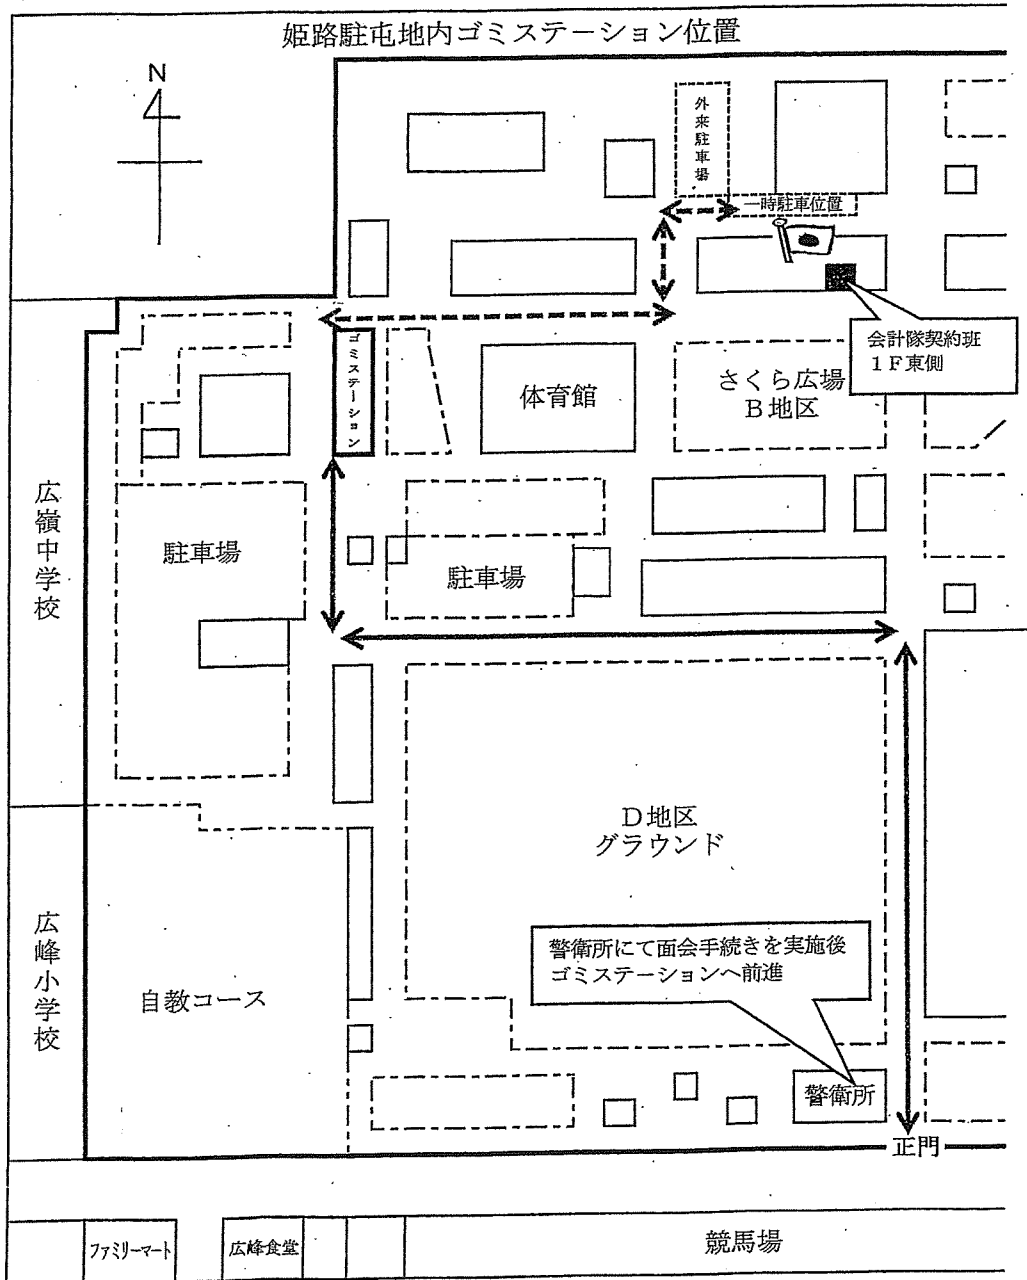 姫路駐屯地内ゴミステーション位置
N
外来駐車場
一時駐車位置
会計隊契約班
1F東側
ゴミステーション
体育館
さくら広場
B地区
広嶺中学校
駐車場
駐車場
D地区
グラウンド
警衛所にて面会手続きを実施後
ゴミステーションへ前進
広峰小学校
自教コース
警衛所
正門
ファミリーマート
広峰食堂
競馬場